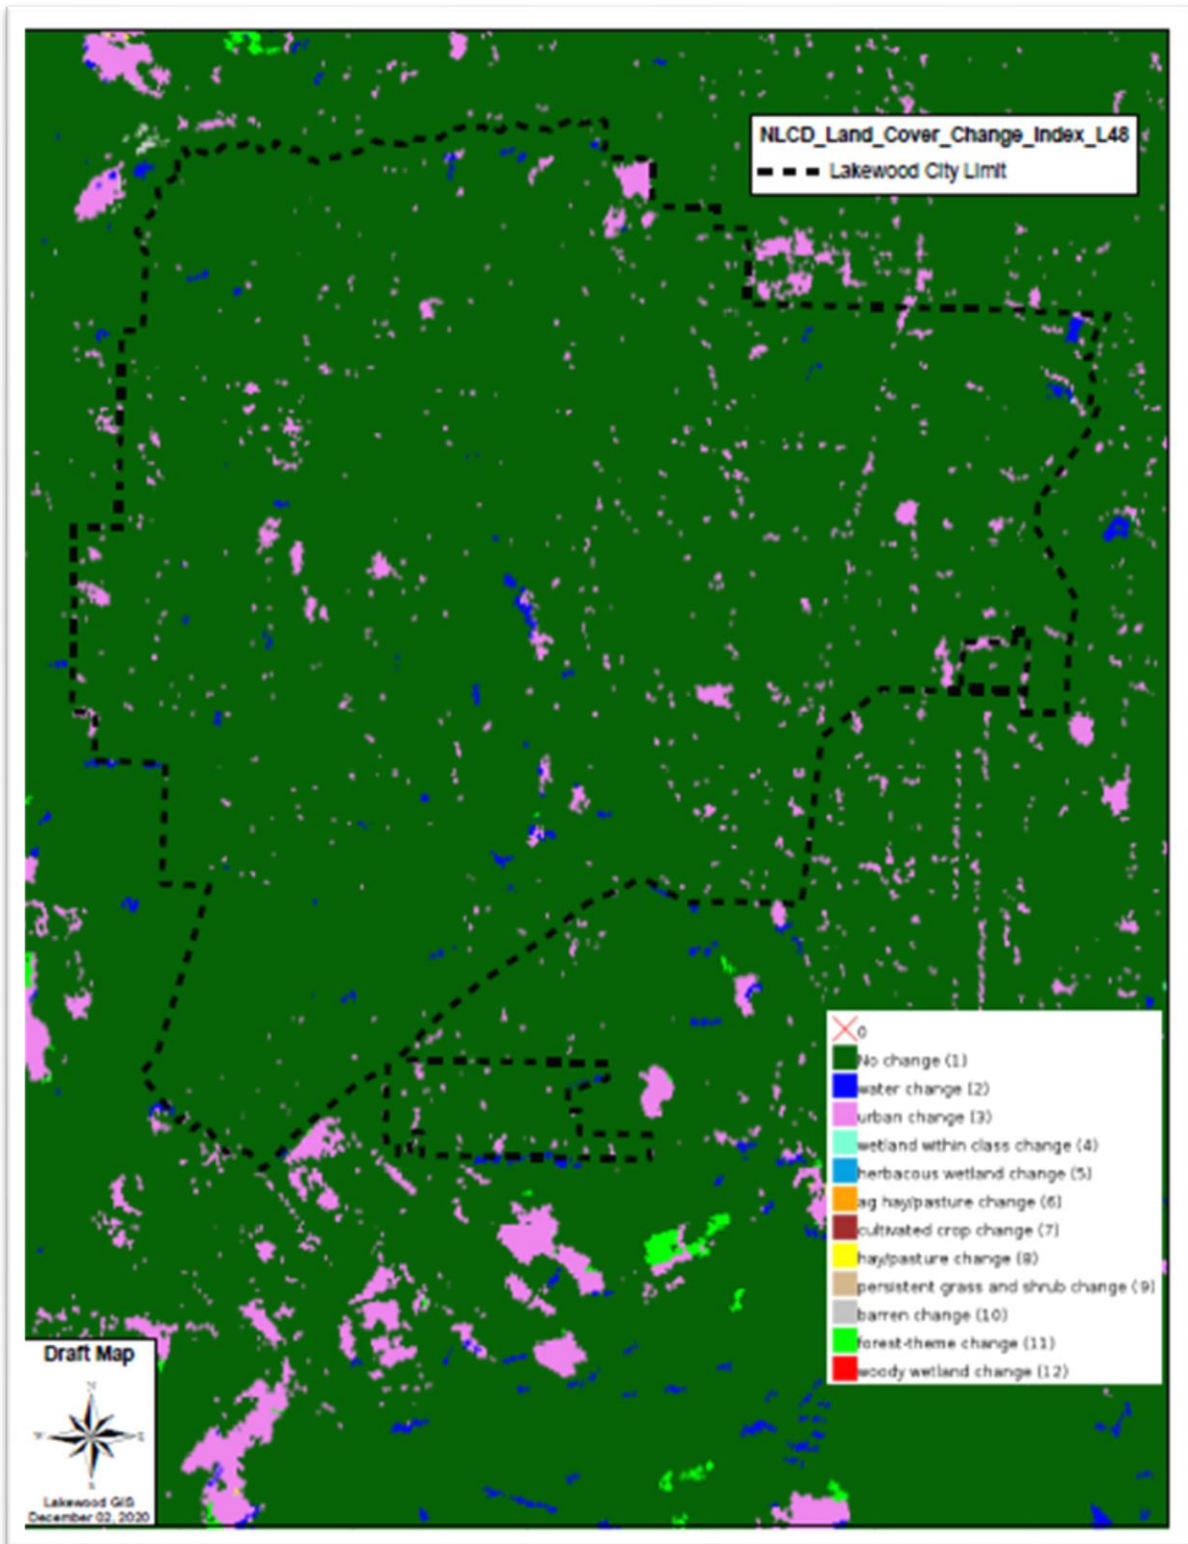 NLCD_Land_Cover_Change_Index_L48
Lakewood City Limit
0
No change (1)
water change (2)
urban change (3)
wetland within class change (4)
herbacous wetland change (5)
ag hay/pasture change (6)
cultivated crop change (7)
hay/pasture change (8)
persistent grass and shrub change (9)
barren change (10)
forest-theme change (11)
woody wetland change (12)
Draft Map
Lakewood GIS
December 02, 2020